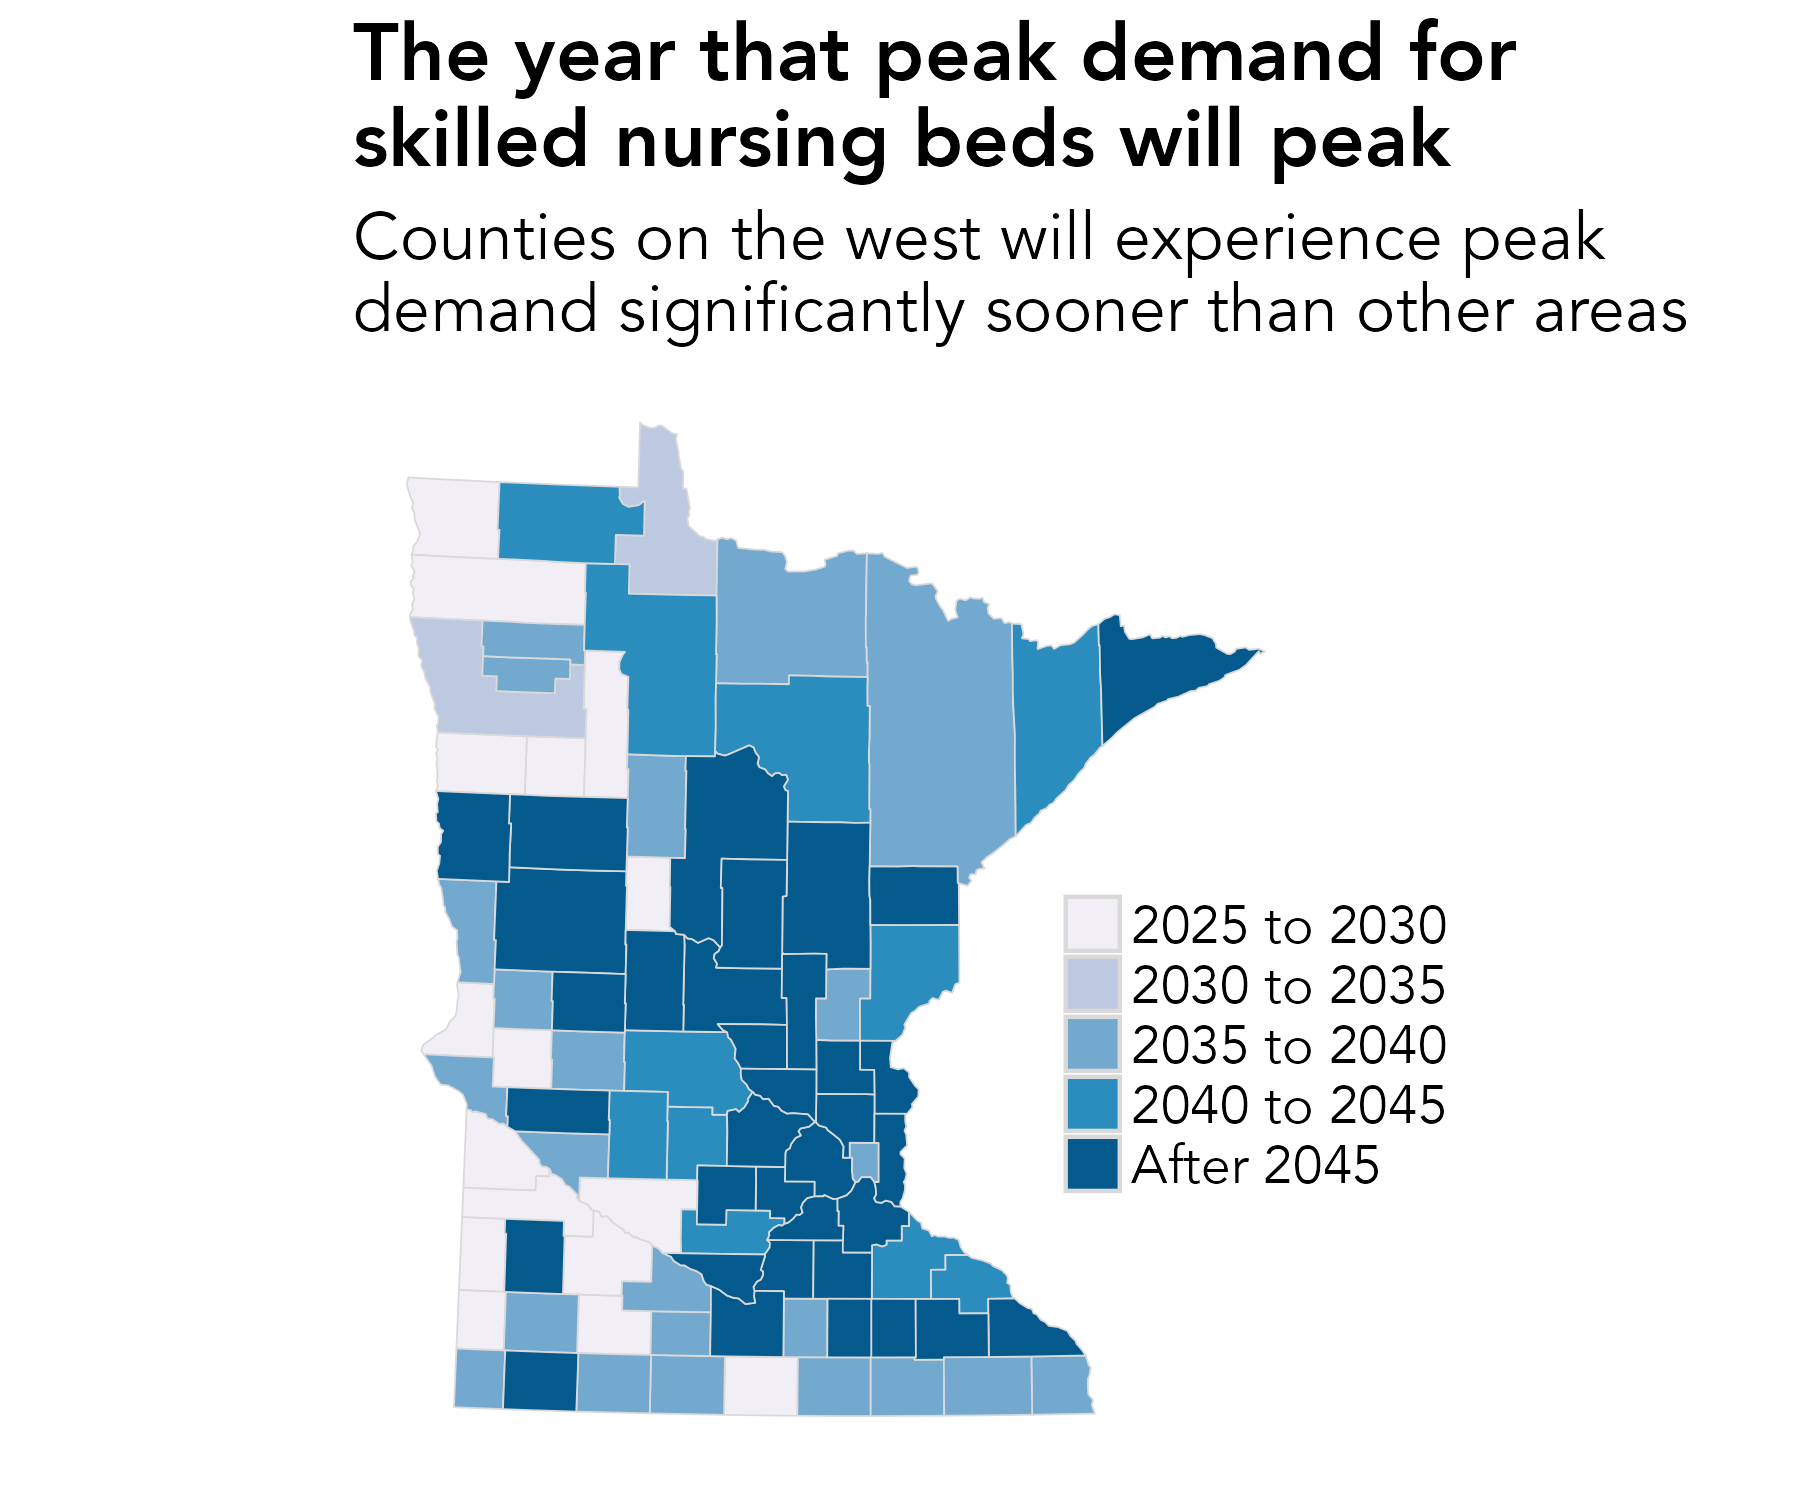 The year that peak demand for
skilled nursing beds will peak
Counties on the west will experience peak
demand significantly sooner than other areas
2025 to 2030
2030 to 2035
2035 to 2040
2040 to 2045
After 2045